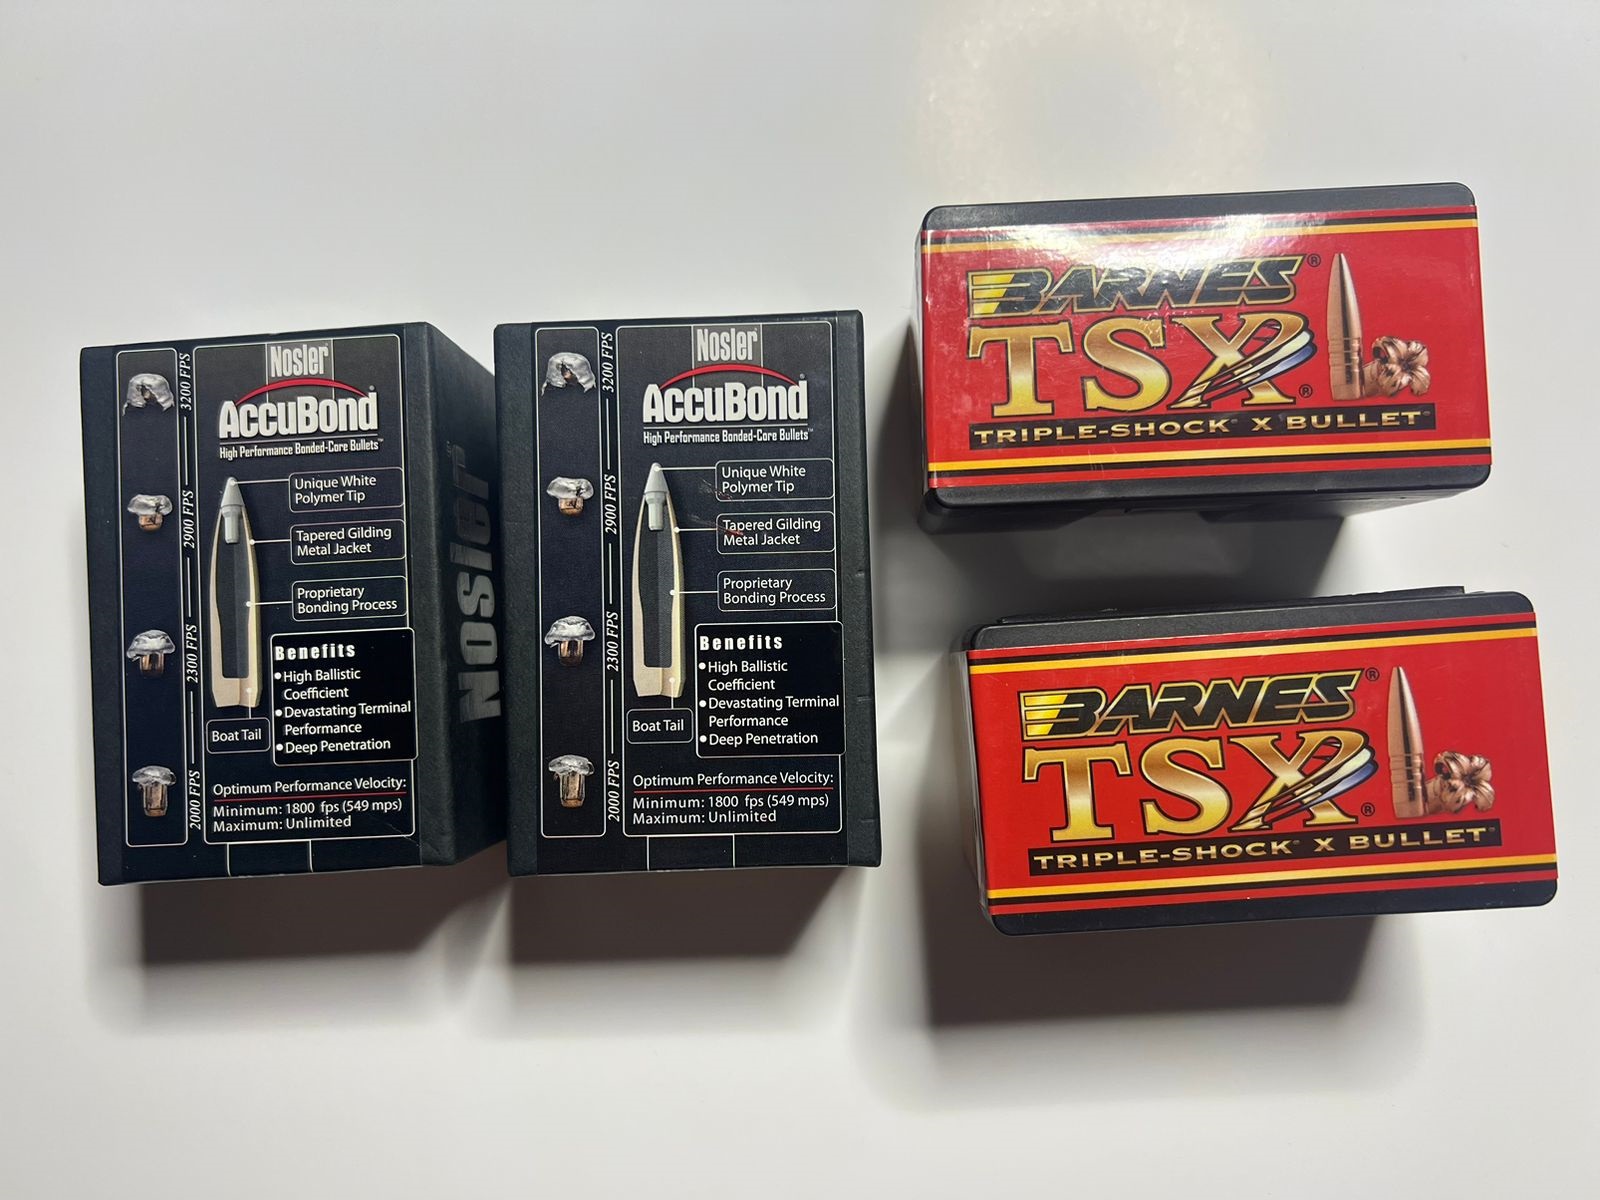 3200 FPS
2900 FPS
2300 FPS
2000 FPS
Nosler®
AccuBond
High Performance Bonded-Core Bullets™
Unique White
Polymer Tip
Tapered Gilding
Metal Jacket
Proprietary
Bonding Process
Benefits
•High Ballistic
Coefficient
•Devastating Terminal
Performance
•Deep Penetration
Boat Tail
Optimum Performance Velocity:
Minimum: 1800 fps (549 mps)
Maximum: Unlimited
Nosler
3200 FPS
2900 FPS
2300 FPS
2000 FPS
Nosler®
AccuBond
High Performance Bonded-Core Bullets™
Unique White
Polymer Tip
Tapered Gilding
Metal Jacket
Proprietary
Bonding Process
Benefits
•High Ballistic
Coefficient
•Devastating Terminal
Performance
•Deep Penetration
Boat Tail
Optimum Performance Velocity:
Minimum: 1800 fps (549 mps)
Maximum: Unlimited
BARNES®
TSX®
TRIPLE-SHOCK® X BULLET®
BARNES®
TSX®
TRIPLE-SHOCK® X BULLET®